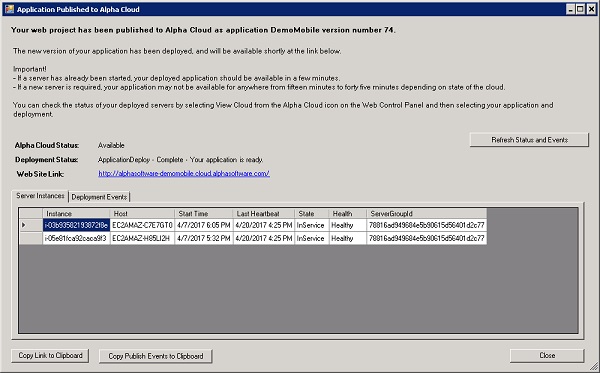 Application Published to Alpha Cloud
Your web project has been published to Alpha Cloud as application DemoMobile version number 74.
The new version of your application has been deployed, and will be available shortly at the link below.
Important!
- If a server has already been started, your deployed application should be available in a few minutes.
- If a new server is required, your application may not be available for anywhere from fifteen minutes to forty five minutes depending on state of the cloud.
You can check the status of your deployed servers by selecting View Cloud from the Alpha Cloud icon on the Web Control Panel and then selecting your application and
deployment.
Refresh Status and Events
Alpha Cloud Status: Available
Deployment Status: ApplicationDeploy - Complete - Your application is ready.
Web Site Link: http://alphasoftware-demomobile.cloud.alphasoftware.com/
Server Instances Deployment Events
Instance Host Start Time Last Heartbeat State Health ServerGroupId
i-03b93582193872f8e EC2AMAZ-C7E7GT0 4/7/2017 6:05 PM 4/20/2017 4:25 PM InService Healthy 78816ad949684e5b90615d56401d2c77
i-05e81fca92caca9f3 EC2AMAZ-H85LI2H 4/7/2017 5:32 PM 4/20/2017 4:25 PM InService Healthy 78816ad949684e5b90615d56401d2c77
Copy Link to Clipboard Copy Publish Events to Clipboard Close